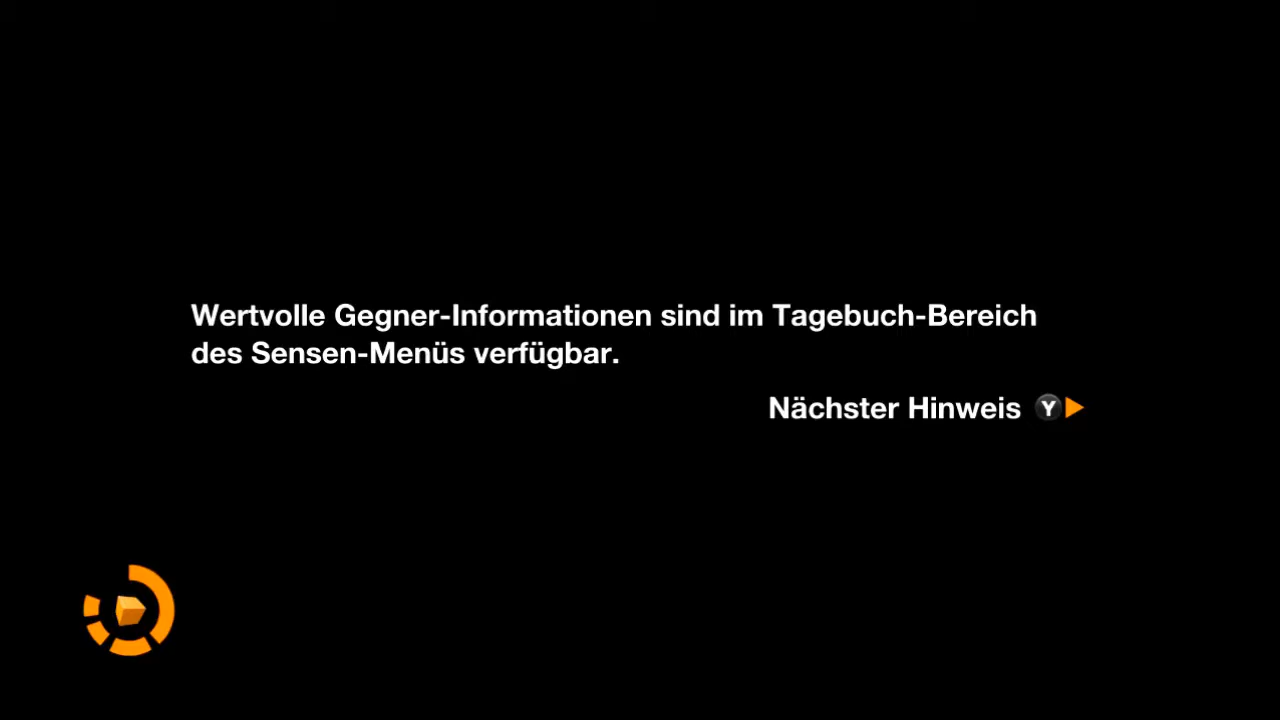 Wertvolle Gegner-Informationen sind im Tagebuch-Bereich
des Sensen-Menüs verfügbar.
Nächster Hinweis Y